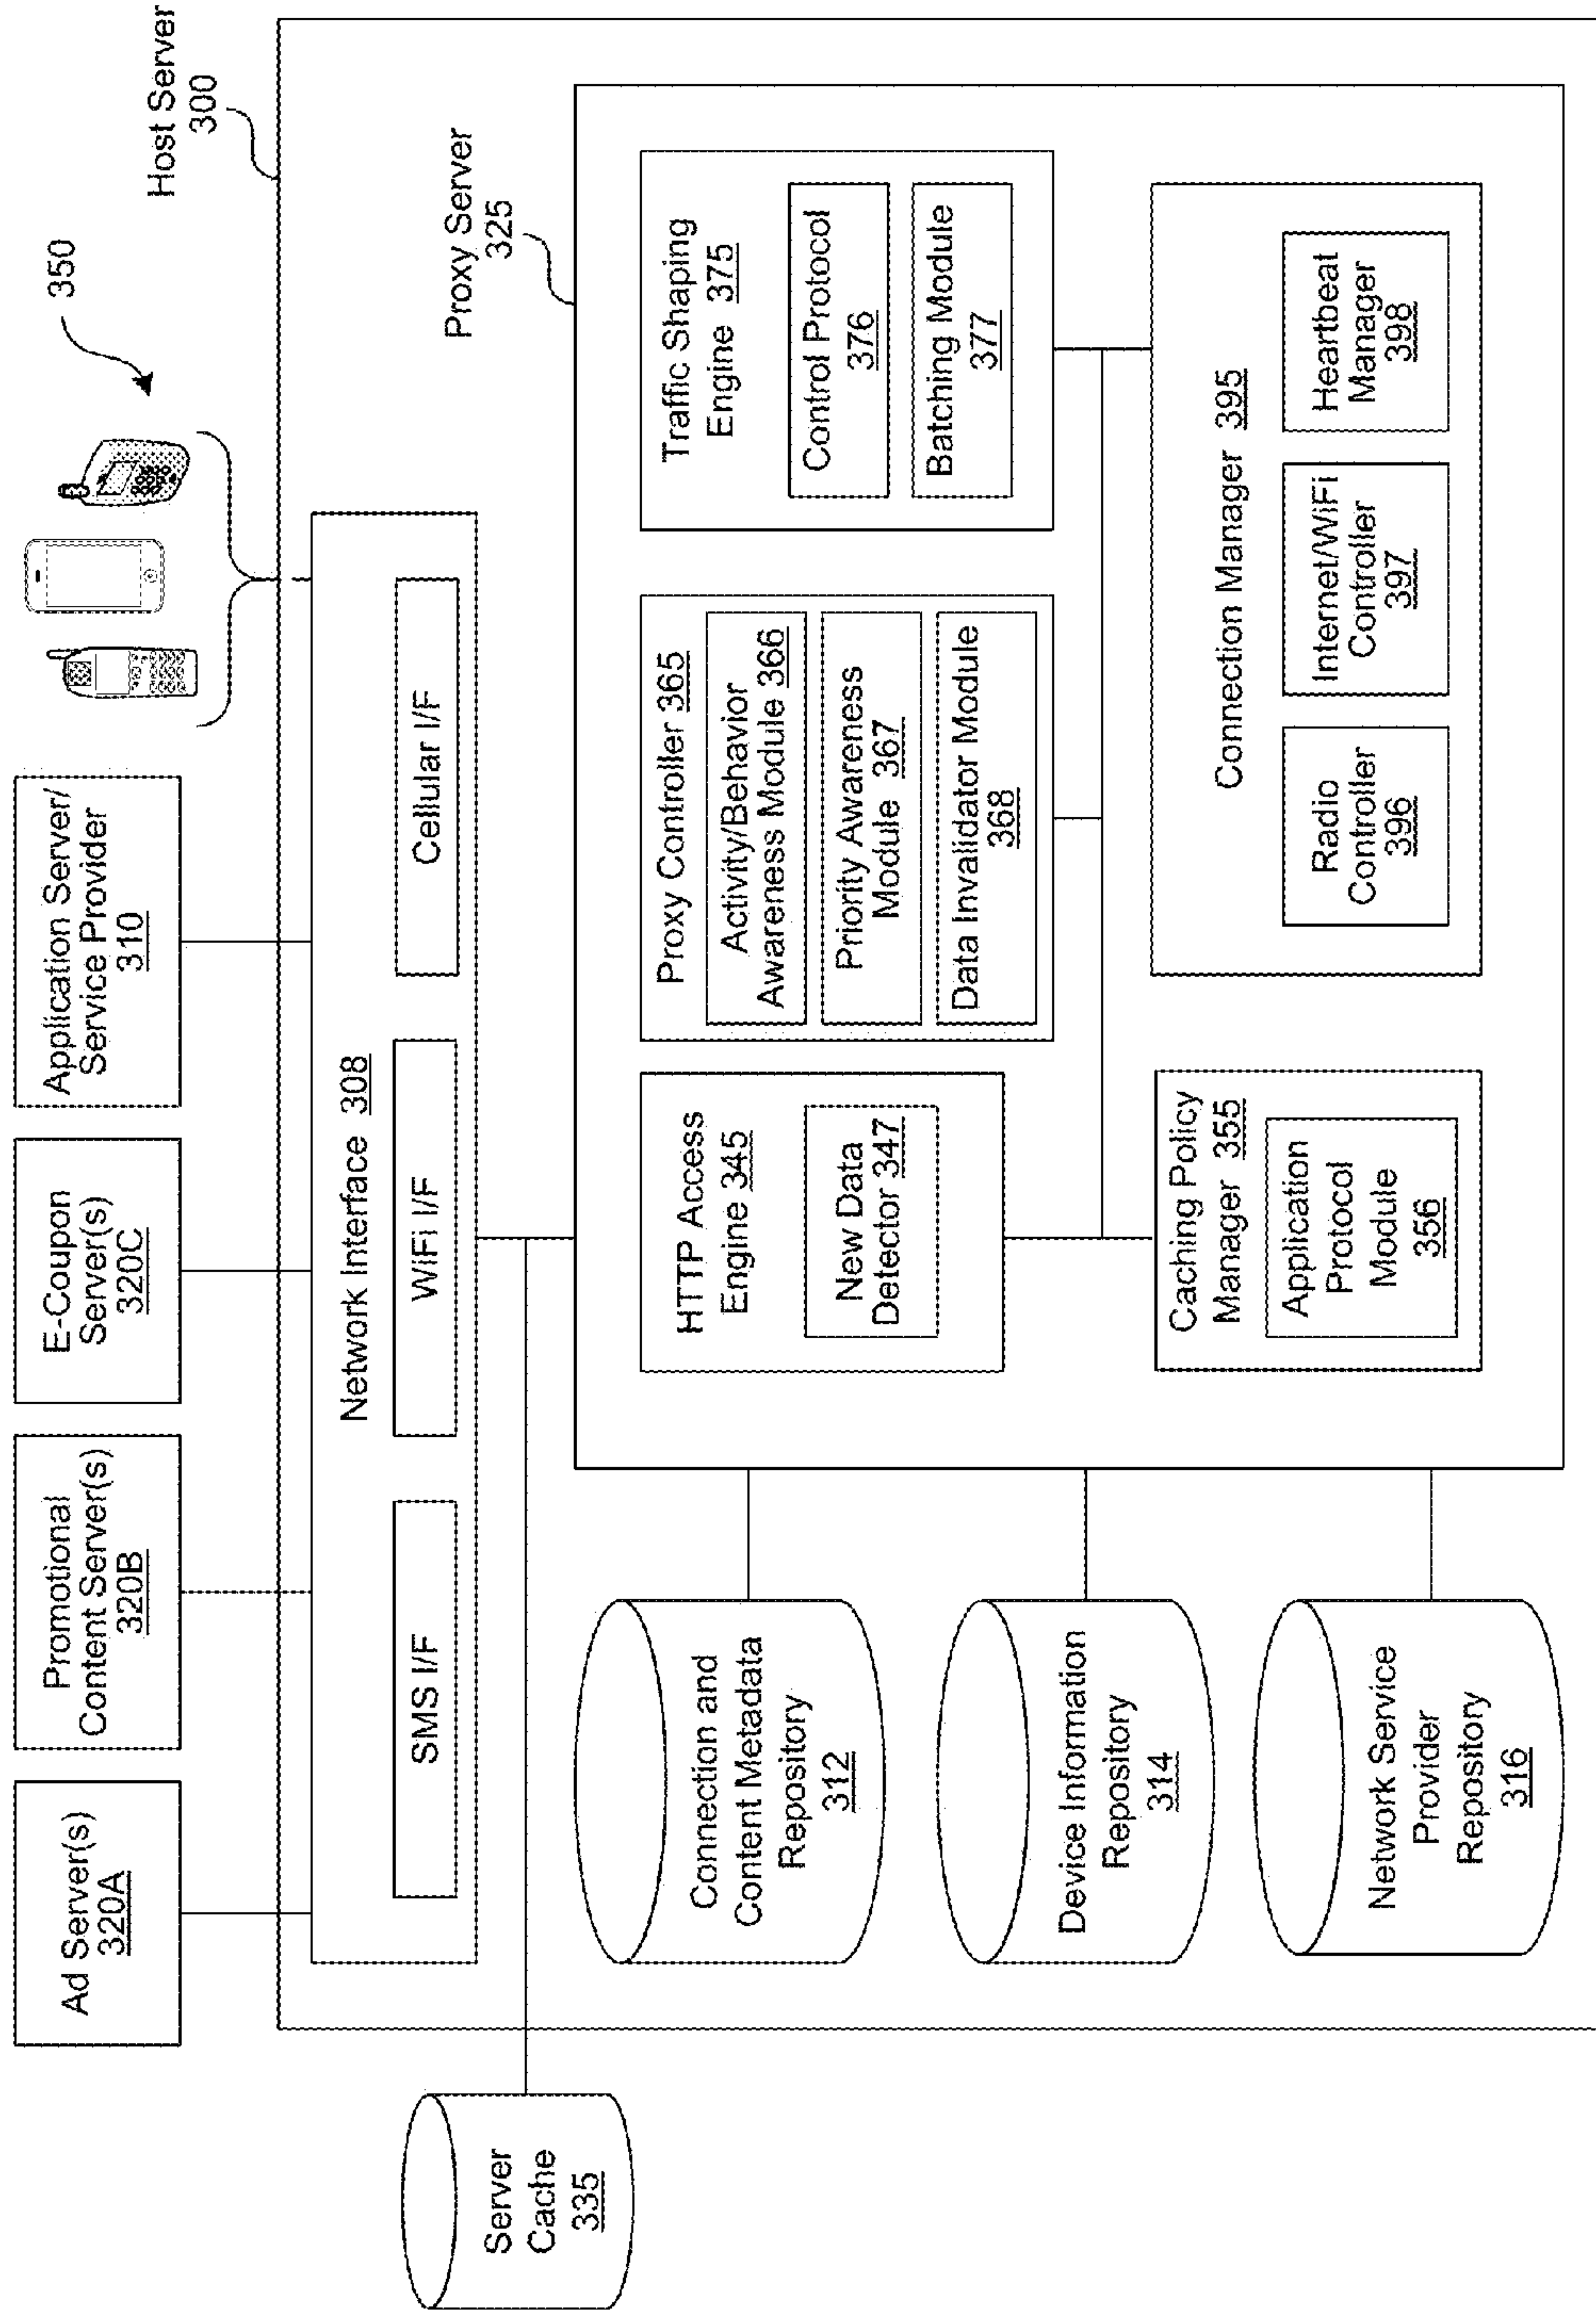 350
Host Server
300
Ad Server(s)
320A
Promotional
Content Server(s)
320B
E-Coupon
Server(s)
320C
Application Server/
Service Provider
310
Network Interface 308
SMS I/F
WiFi I/F
Cellular I/F
Server
Cache
335
Proxy Server
325
Connection and
Content Metadata
Repository
312
Device Information
Repository
314
Network Service
Provider
Repository
316
HTTP Access
Engine 345
New Data
Detector 347
Proxy Controller 365
Activity/Behavior
Awareness Module 366
Priority Awareness
Module 367
Data Invalidator Module
368
Traffic Shaping
Engine 375
Control Protocol
376
Batching Module
377
Caching Policy
Manager 355
Application
Protocol
Module
356
Connection Manager 395
Radio
Controller
396
Internet/WiFi
Controller
397
Heartbeat
Manager
398